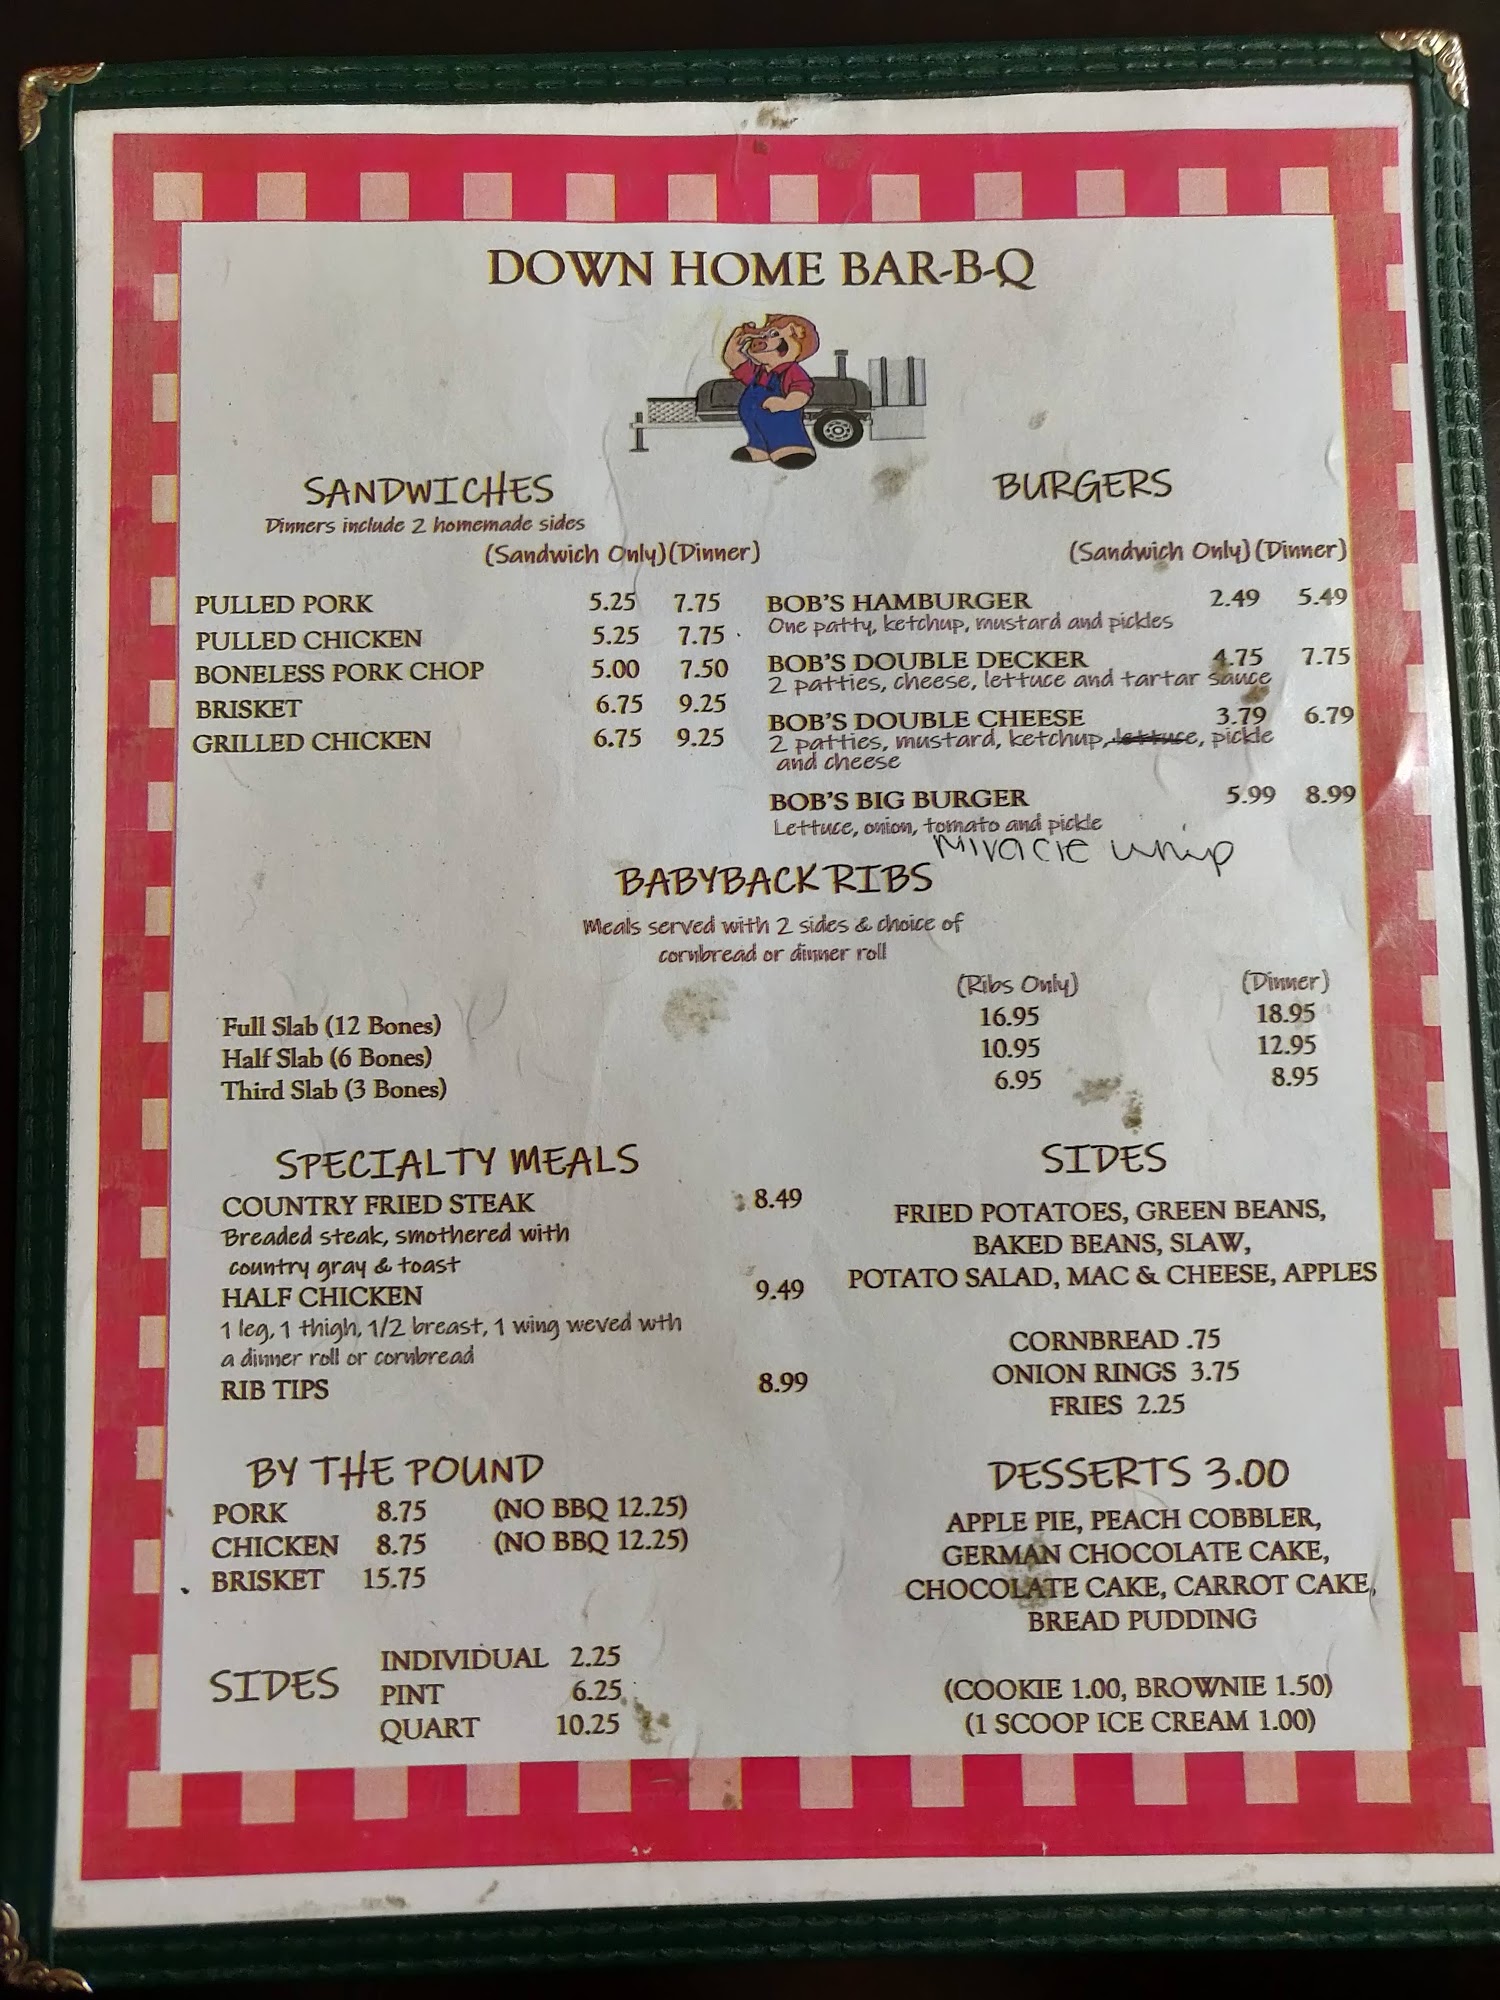 DOWN HOME BAR-B-Q
SANDWICHES
Dinners include 2 homemade sides
(Sandwich Only) (Dinner)
PULLED PORK 5.25 7.75
PULLED CHICKEN 5.25 7.75
BONELESS PORK CHOP 5.00 7.50
BRISKET 6.75 9.25
GRILLED CHICKEN 6.75 9.25
BURGERS
(Sandwich Only) (Dinner)
BOB'S HAMBURGER 2.49 5.49
One patty, ketchup, mustard and pickles
BOB'S DOUBLE DECKER 4.75 7.75
2 patties, cheese, lettuce and tartar sauce
BOB'S DOUBLE CHEESE 3.79 6.79
2 patties, mustard, ketchup, lettuce, pickle
and cheese
BOB'S BIG BURGER 5.99 8.99
Lettuce, onion, tomato and pickle
Miracle Whip
BABYBACK RIBS
Meals served with 2 sides & choice of
cornbread or dinner roll
(Ribs Only) (Dinner)
Full Slab (12 Bones) 16.95 18.95
Half Slab (6 Bones) 10.95 12.95
Third Slab (3 Bones) 6.95 8.95
SPECIALTY MEALS
COUNTRY FRIED STEAK 8.49
Breaded steak, smothered with
country gray & toast
HALF CHICKEN 9.49
1 leg, 1 thigh, 1/2 breast, 1 wing weved wth
a dinner roll or cornbread
RIB TIPS 8.99
SIDES
FRIED POTATOES, GREEN BEANS,
BAKED BEANS, SLAW,
POTATO SALAD, MAC & CHEESE, APPLES
CORNBREAD .75
ONION RINGS 3.75
FRIES 2.25
BY THE POUND
PORK 8.75 (NO BBQ 12.25)
CHICKEN 8.75 (NO BBQ 12.25)
BRISKET 15.75
SIDES
INDIVIDUAL 2.25
PINT 6.25
QUART 10.25
DESSERTS 3.00
APPLE PIE, PEACH COBBLER,
GERMAN CHOCOLATE CAKE,
CHOCOLATE CAKE, CARROT CAKE,
BREAD PUDDING
(COOKIE 1.00, BROWNIE 1.50)
(1 SCOOP ICE CREAM 1.00)